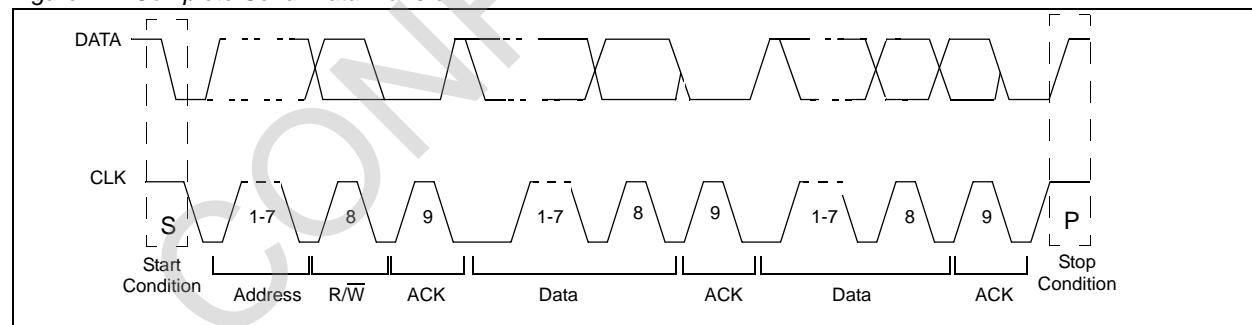 DATA
CLK
S
1-7
8
9
1-7
8
9
1-7
8
9
P
Start
Condition
Address
R/W̅
ACK
Data
ACK
Data
ACK
Stop
Condition